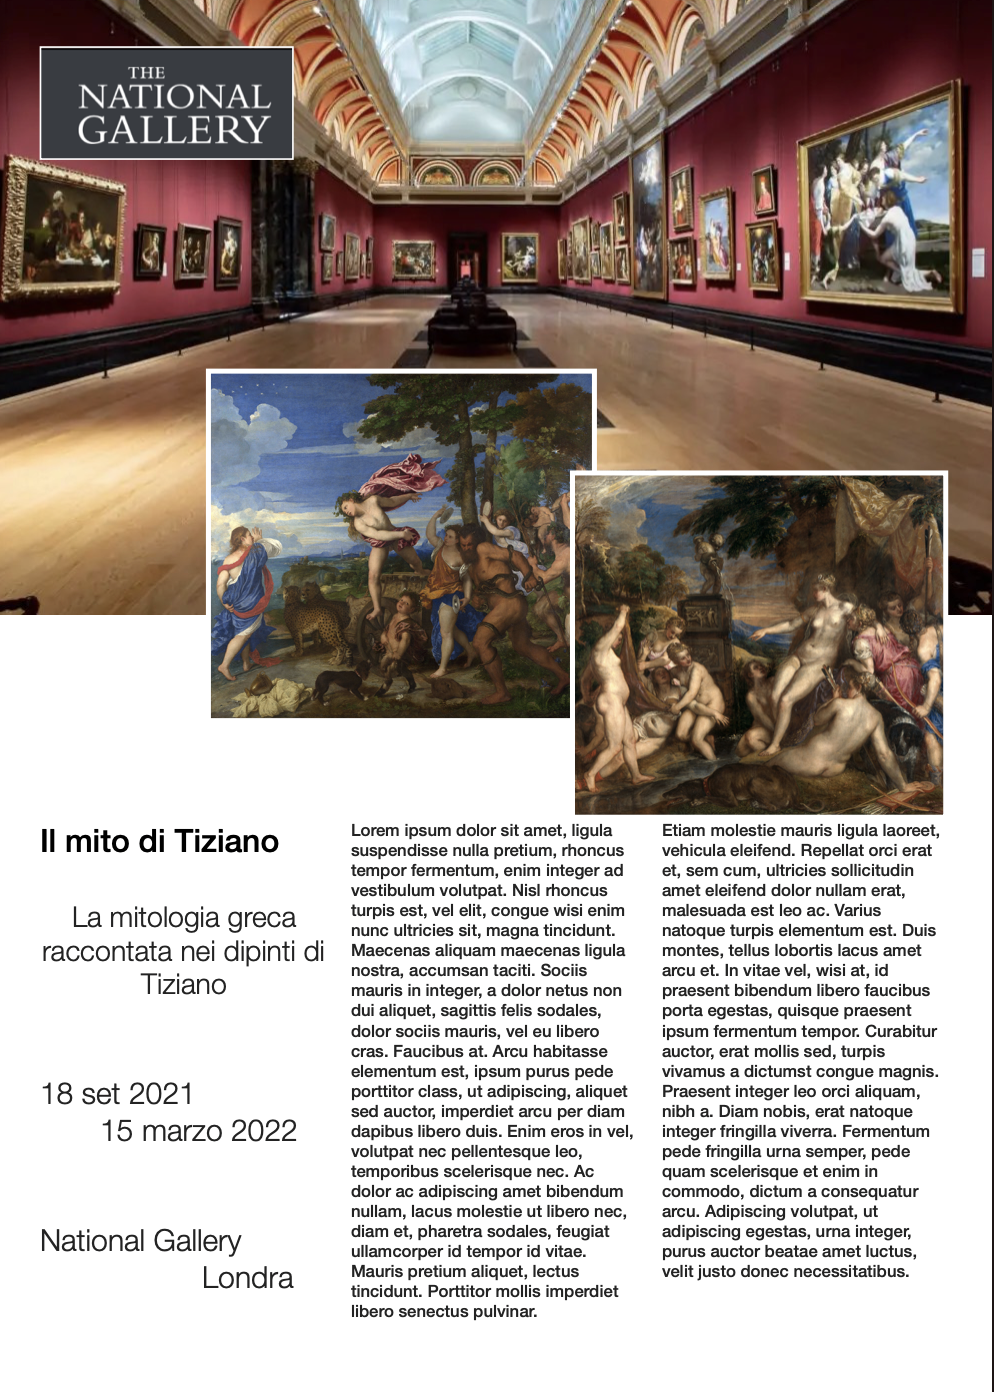 THE
NATIONAL
GALLERY
Il mito di Tiziano
La mitologia greca
raccontata nei dipinti di
Tiziano
18 set 2021
15 marzo 2022
National Gallery
Londra
Lorem ipsum dolor sit amet, ligula
suspendisse nulla pretium, rhoncus
tempor fermentum, enim integer ad
vestibulum volutpat. Nisl rhoncus
turpis est, vel elit, congue wisi enim
nunc ultricies sit, magna tincidunt.
Maecenas aliquam maecenas ligula
nostra, accumsan taciti. Sociis
mauris in integer, a dolor netus non
dui aliquet, sagittis felis sodales,
dolor sociis mauris, vel eu libero
cras. Faucibus at. Arcu habitasse
elementum est, ipsum purus pede
porttitor class, ut adipiscing, aliquet
sed auctor, imperdiet arcu per diam
dapibus libero duis. Enim eros in vel,
volutpat nec pellentesque leo,
temporibus scelerisque nec. Ac
dolor ac adipiscing amet bibendum
nullam, lacus molestie ut libero nec,
diam et, pharetra sodales, feugiat
ullamcorper id tempor id vitae.
Mauris pretium aliquet, lectus
tincidunt. Porttitor mollis imperdiet
libero senectus pulvinar.
Etiam molestie mauris ligula laoreet,
vehicula eleifend. Repellat orci erat
et, sem cum, ultricies sollicitudin
amet eleifend dolor nullam erat,
malesuada est leo ac. Varius
natoque turpis elementum est. Duis
montes, tellus lobortis lacus amet
arcu et. In vitae vel, wisi at, id
praesent bibendum libero faucibus
porta egestas, quisque praesent
ipsum fermentum tempor. Curabitur
auctor, erat mollis sed, turpis
vivamus a dictumst congue magnis.
Praesent integer leo orci aliquam,
nibh a. Diam nobis, erat natoque
integer fringilla viverra. Fermentum
pede fringilla urna semper, pede
quam scelerisque et enim in
commodo, dictum a consequatur
arcu. Adipiscing volutpat, ut
adipiscing egestas, urna integer,
purus auctor beatae amet luctus,
velit justo donec necessitatibus.